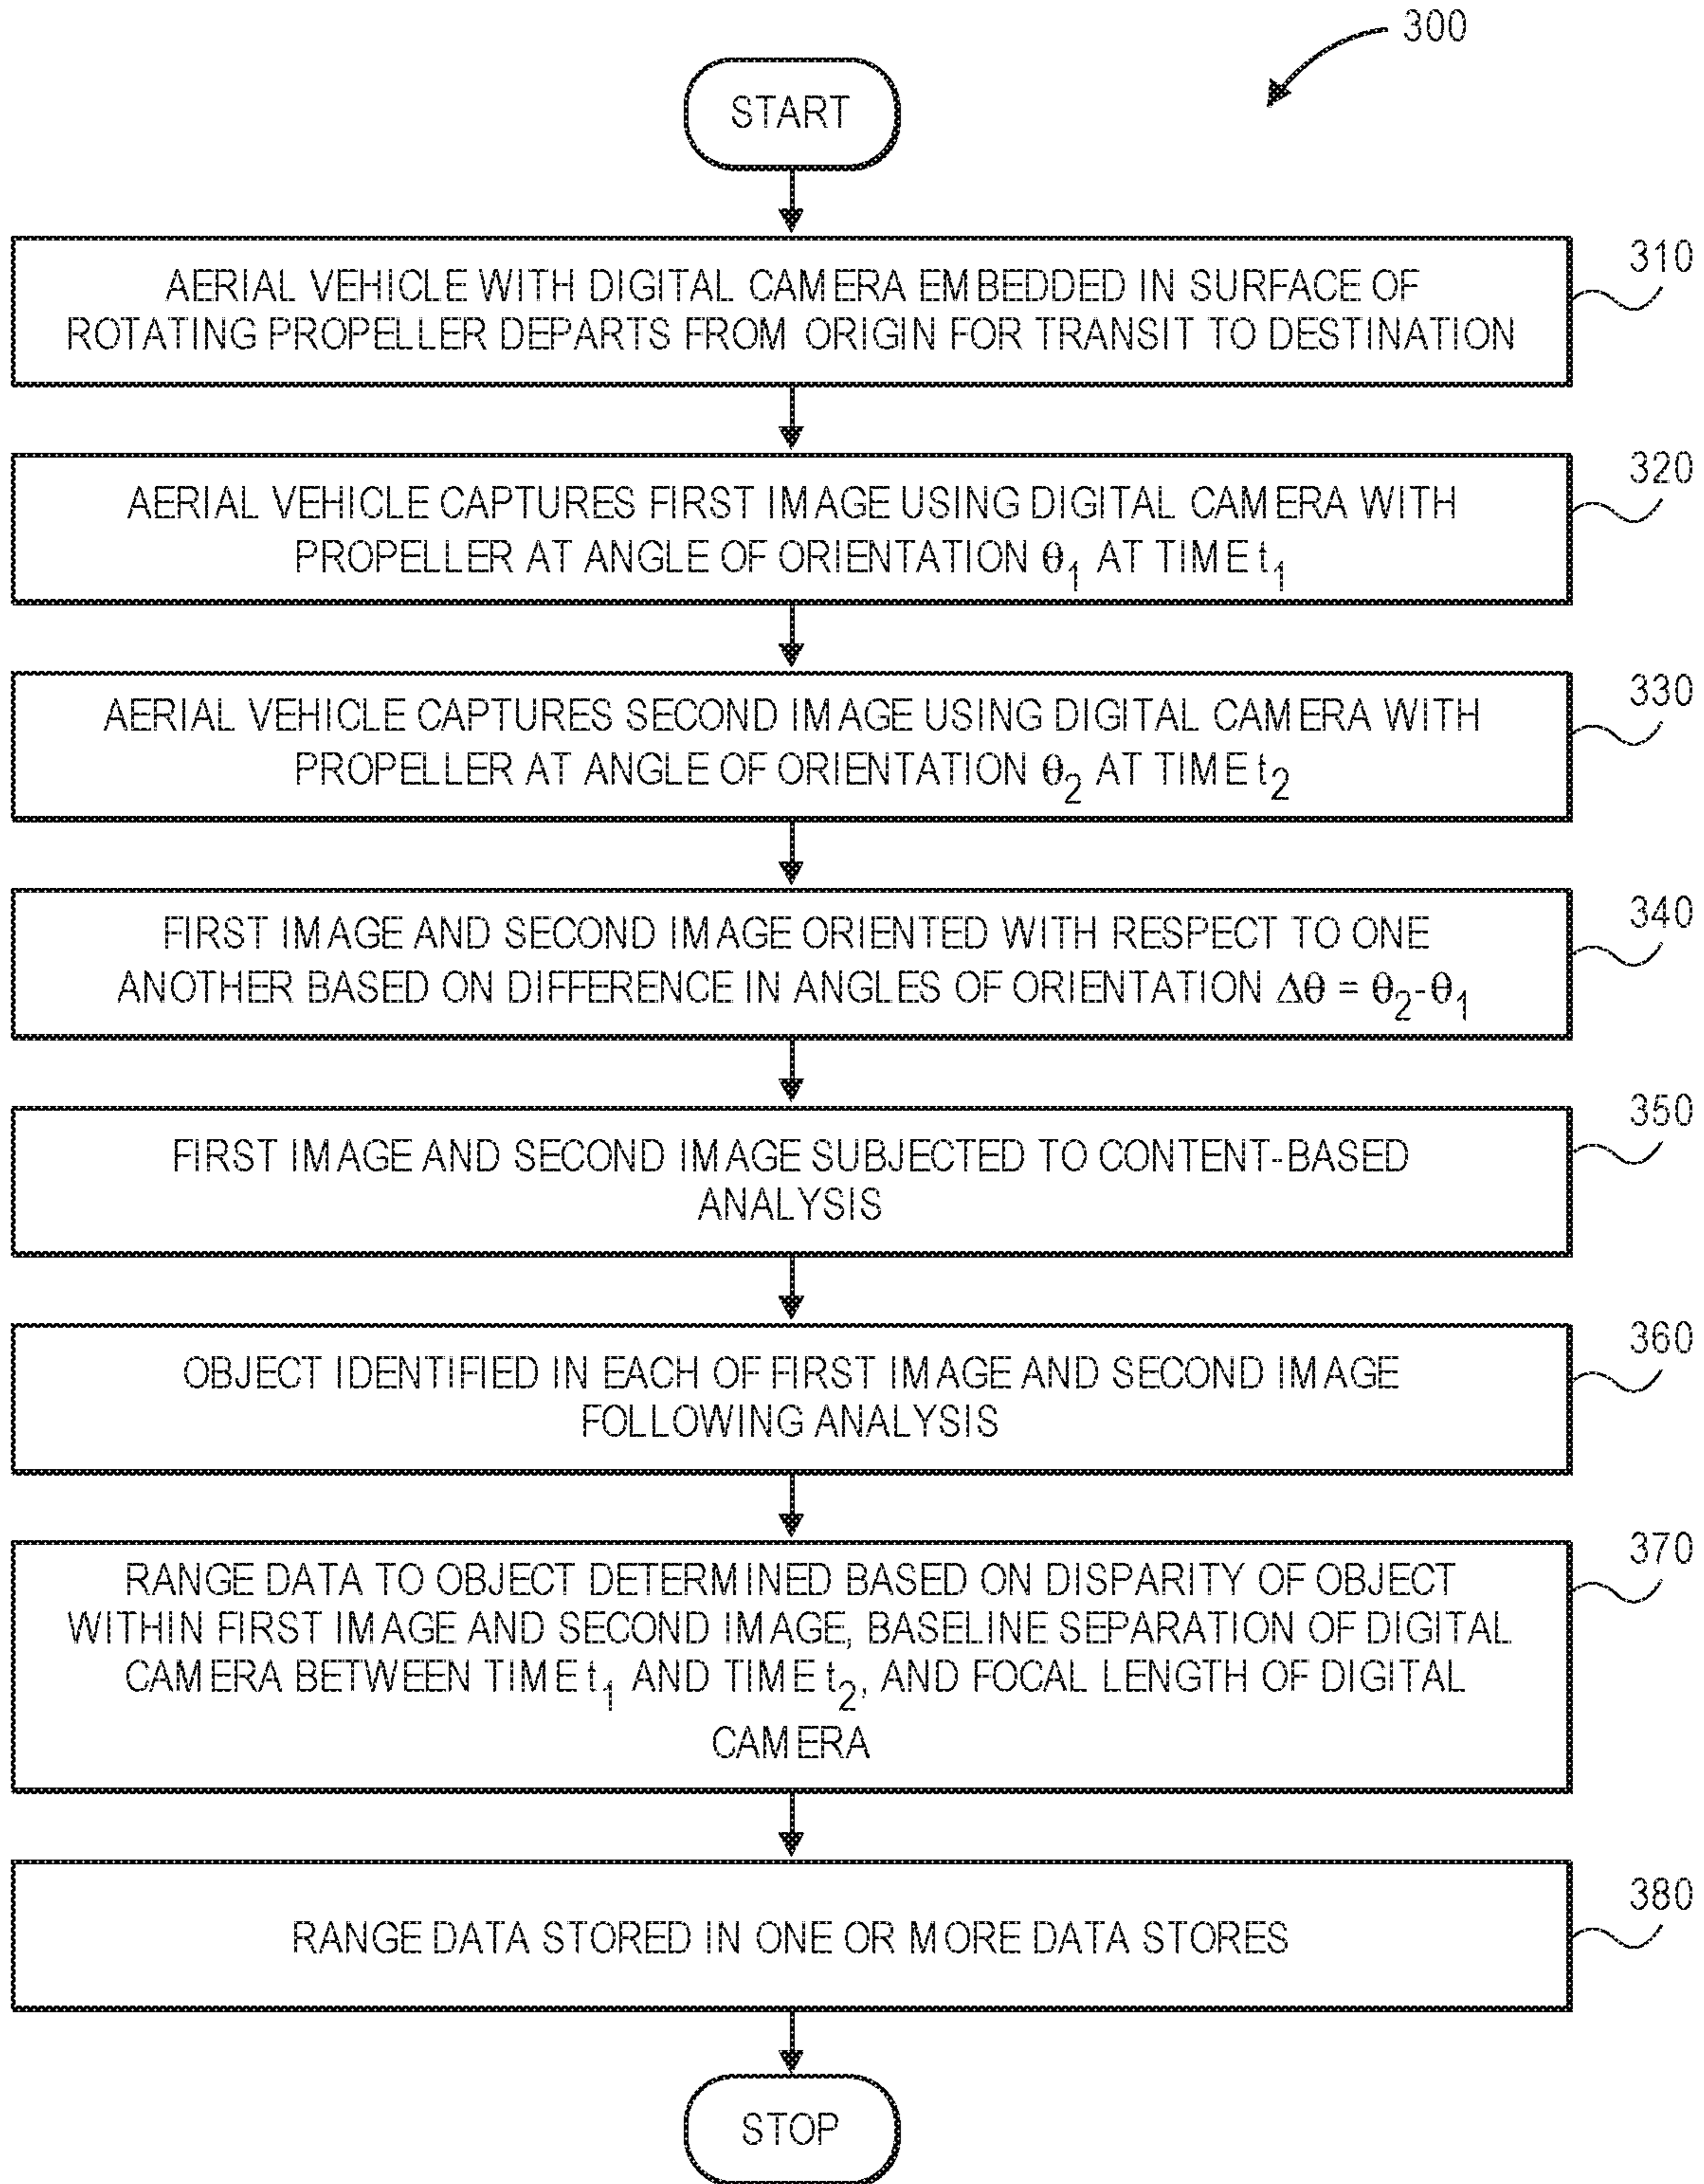 300
START
310
AERIAL VEHICLE WITH DIGITAL CAMERA EMBEDDED IN SURFACE OF
ROTATING PROPELLER DEPARTS FROM ORIGIN FOR TRANSIT TO DESTINATION
320
AERIAL VEHICLE CAPTURES FIRST IMAGE USING DIGITAL CAMERA WITH
PROPELLER AT ANGLE OF ORIENTATION θ₁ AT TIME t₁
330
AERIAL VEHICLE CAPTURES SECOND IMAGE USING DIGITAL CAMERA WITH
PROPELLER AT ANGLE OF ORIENTATION θ₂ AT TIME t₂
340
FIRST IMAGE AND SECOND IMAGE ORIENTED WITH RESPECT TO ONE
ANOTHER BASED ON DIFFERENCE IN ANGLES OF ORIENTATION Δθ = θ₂-θ₁
350
FIRST IMAGE AND SECOND IMAGE SUBJECTED TO CONTENT-BASED
ANALYSIS
360
OBJECT IDENTIFIED IN EACH OF FIRST IMAGE AND SECOND IMAGE
FOLLOWING ANALYSIS
370
RANGE DATA TO OBJECT DETERMINED BASED ON DISPARITY OF OBJECT
WITHIN FIRST IMAGE AND SECOND IMAGE, BASELINE SEPARATION OF DIGITAL
CAMERA BETWEEN TIME t₁ AND TIME t₂, AND FOCAL LENGTH OF DIGITAL
CAMERA
380
RANGE DATA STORED IN ONE OR MORE DATA STORES
STOP